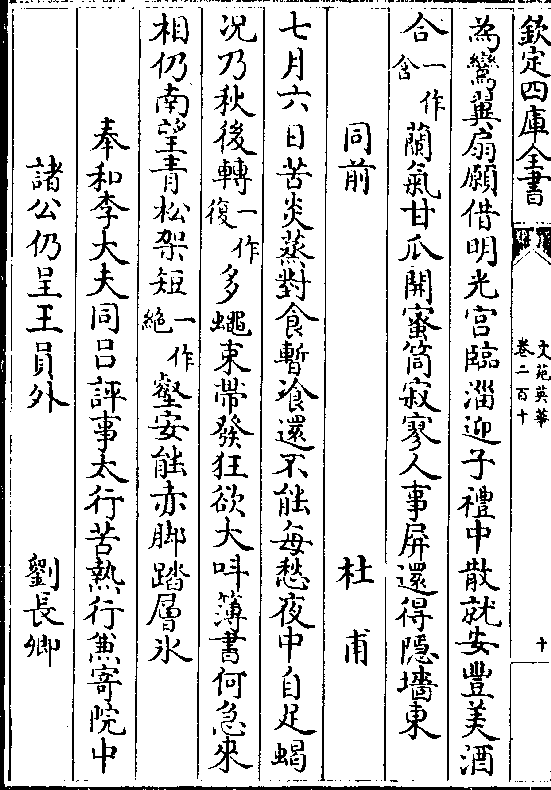 欽定四庫全書
文苑英華
卷二百十
十
為鸞翼扇願借明光宮臨淄迎子禮中散就安豐美酒
合一作含蘭氣甘瓜開蜜筒寂寥人事屏還得隱墻東
同前 杜甫
七月六日苦炎蒸對食暫飡還不能每愁夜中自足蝎
况乃秋後轉一作復多蠅束帶發狂欲大叫簿書何急來
相仍南望青松架短一作絶壑安能赤脚踏層氷
奉和李大夫同吕評事太行苦熱行兼寄院中
諸公仍呈王員外 劉長卿